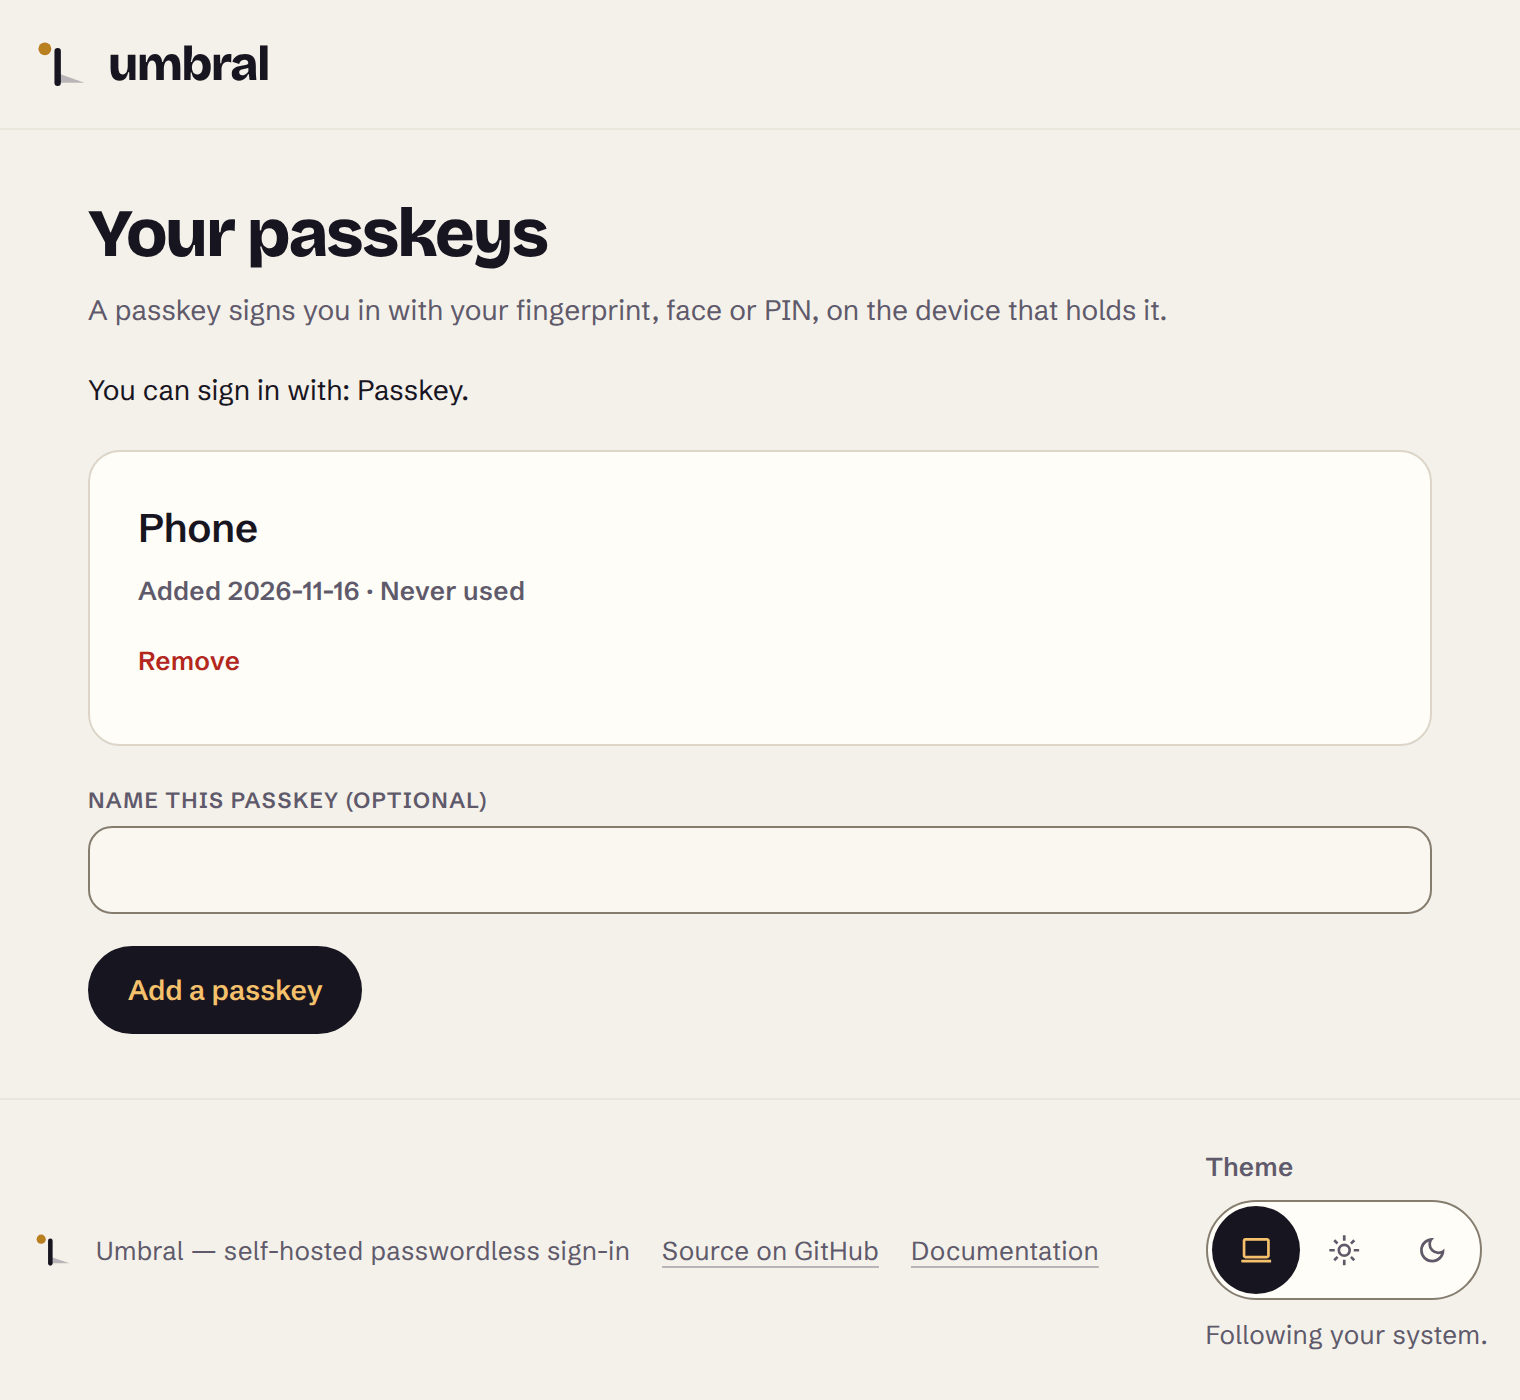 umbral
Your passkeys
A passkey signs you in with your fingerprint, face or PIN, on the device that holds it.
You can sign in with: Passkey.
Phone
Added 2026-11-16 · Never used
Remove
NAME THIS PASSKEY (OPTIONAL)
Add a passkey
Theme
Umbral — self-hosted passwordless sign-in Source on GitHub Documentation
Following your system.